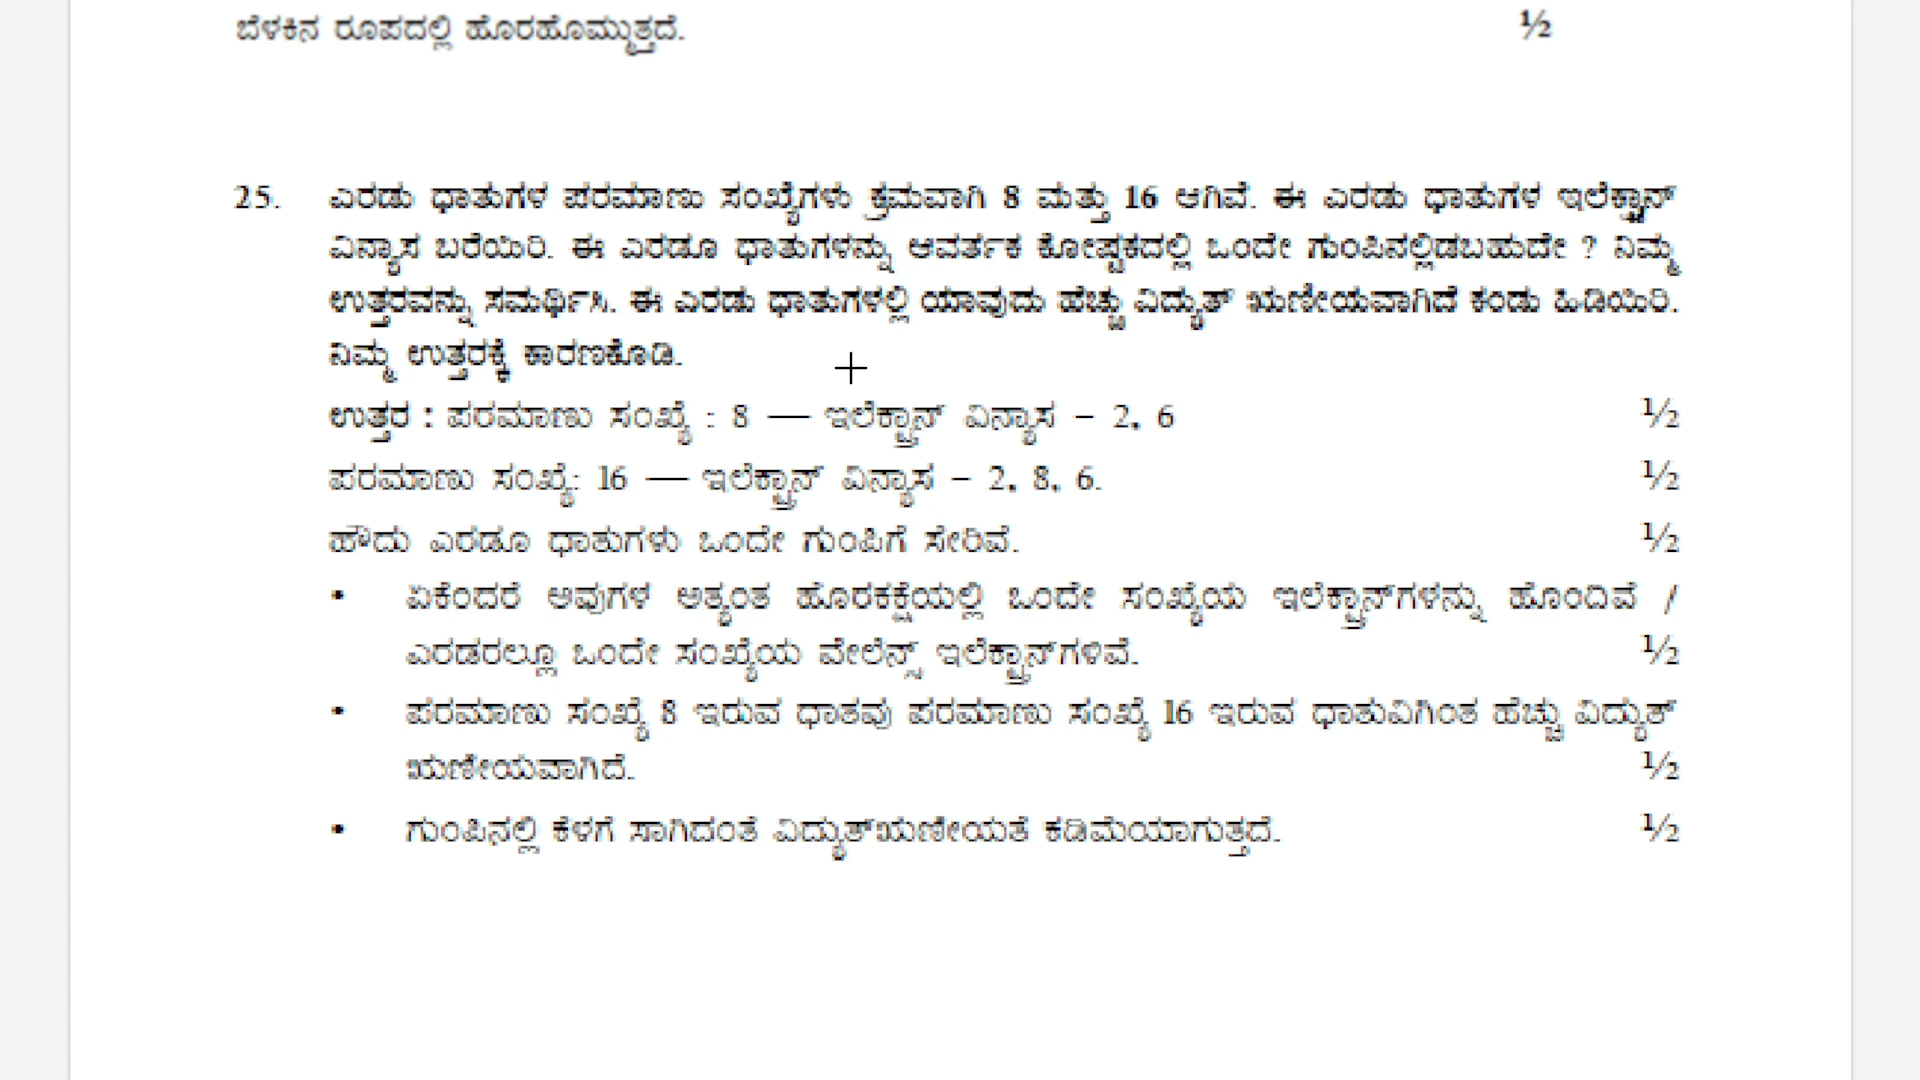 ಬೆಳಕಿನ ರೂಪದಲ್ಲಿ ಹೊರಹೊಮ್ಮುತ್ತದೆ. ½
25. ಎರಡು ಧಾತುಗಳ ಪರಮಾಣು ಸಂಖ್ಯೆಗಳು ಕ್ರಮವಾಗಿ 8 ಮತ್ತು 16 ಆಗಿವೆ. ಈ ಎರಡು ಧಾತುಗಳ ಇಲೆಕ್ಟ್ರಾನ್
ವಿನ್ಯಾಸ ಬರೆಯಿರಿ. ಈ ಎರಡೂ ಧಾತುಗಳನ್ನು ಆವರ್ತಕ ಕೋಷ್ಟಕದಲ್ಲಿ ಒಂದೇ ಗುಂಪಿನಲ್ಲಿಡಬಹುದೇ ? ನಿಮ್ಮ
ಉತ್ತರವನ್ನು ಸಮರ್ಥಿಸಿ. ಈ ಎರಡು ಧಾತುಗಳಲ್ಲಿ ಯಾವುದು ಹೆಚ್ಚು ವಿದ್ಯುತ್ ಋಣೀಯವಾಗಿದೆ ಕಂಡು ಹಿಡಿಯಿರಿ.
ನಿಮ್ಮ ಉತ್ತರಕ್ಕೆ ಕಾರಣಕೊಡಿ.
ಉತ್ತರ : ಪರಮಾಣು ಸಂಖ್ಯೆ : 8 — ಇಲೆಕ್ಟ್ರಾನ್ ವಿನ್ಯಾಸ – 2, 6 ½
ಪರಮಾಣು ಸಂಖ್ಯೆ: 16 — ಇಲೆಕ್ಟ್ರಾನ್ ವಿನ್ಯಾಸ – 2, 8, 6. ½
ಹೌದು ಎರಡೂ ಧಾತುಗಳು ಒಂದೇ ಗುಂಪಿಗೆ ಸೇರಿವೆ. ½
• ಏಕೆಂದರೆ ಅವುಗಳ ಅತ್ಯಂತ ಹೊರಕಕ್ಷೆಯಲ್ಲಿ ಒಂದೇ ಸಂಖ್ಯೆಯ ಇಲೆಕ್ಟ್ರಾನ್‌ಗಳನ್ನು ಹೊಂದಿವೆ /
ಎರಡರಲ್ಲೂ ಒಂದೇ ಸಂಖ್ಯೆಯ ವೇಲೆನ್ಸ್ ಇಲೆಕ್ಟ್ರಾನ್‌ಗಳಿವೆ. ½
• ಪರಮಾಣು ಸಂಖ್ಯೆ 8 ಇರುವ ಧಾತವು ಪರಮಾಣು ಸಂಖ್ಯೆ 16 ಇರುವ ಧಾತುವಿಗಿಂತ ಹೆಚ್ಚು ವಿದ್ಯುತ್
ಋಣೀಯವಾಗಿದೆ. ½
• ಗುಂಪಿನಲ್ಲಿ ಕೆಳಗೆ ಸಾಗಿದಂತೆ ವಿದ್ಯುತ್‌ಋಣೀಯತೆ ಕಡಿಮೆಯಾಗುತ್ತದೆ. ½